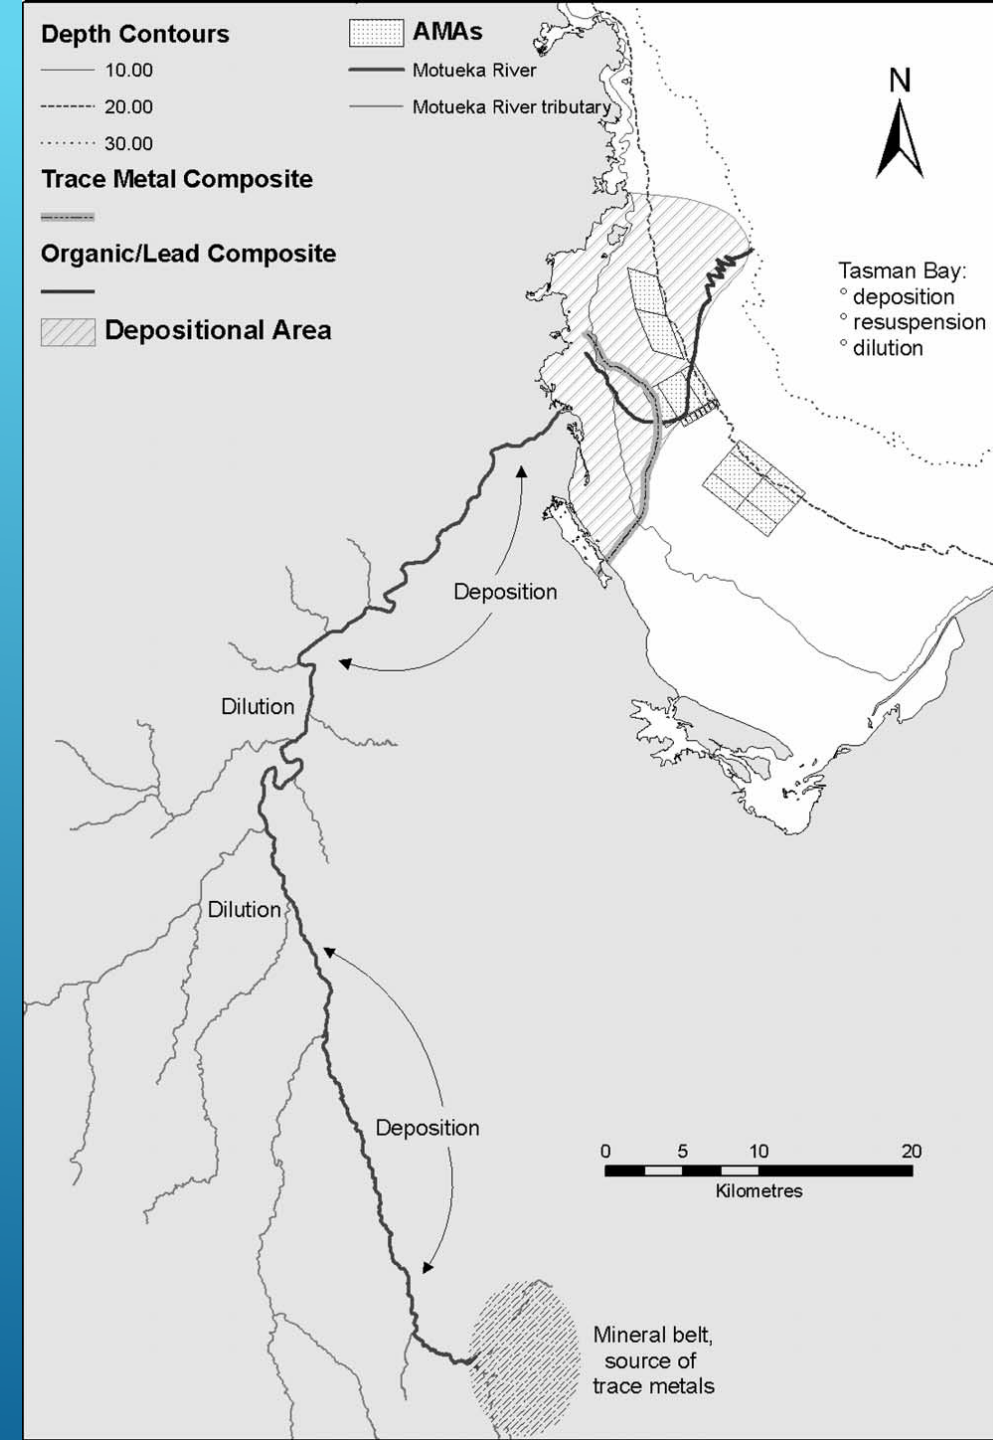 Depth Contours
10.00
20.00
30.00
Trace Metal Composite
Organic/Lead Composite
Depositional Area
AMAs
Motueka River
Motueka River tributary
N
Tasman Bay:
° deposition
° resuspension
° dilution
Deposition
Dilution
Dilution
Deposition
0 5 10 20
Kilometres
Mineral belt,
source of
trace metals